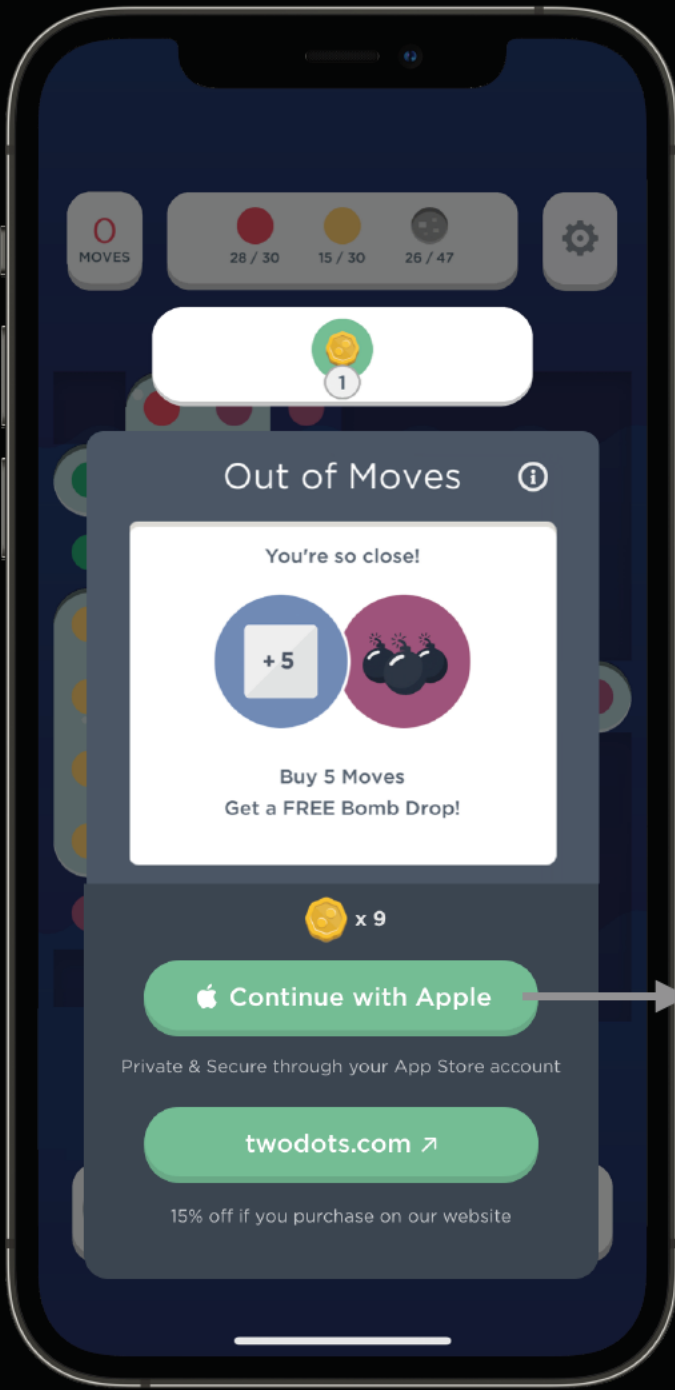 0
MOVES
28 / 30
15 / 30
26 / 47
1
Out of Moves
You're so close!
+ 5
Buy 5 Moves
Get a FREE Bomb Drop!
x 9
Continue with Apple
Private & Secure through your App Store account
twodots.com ↗
15% off if you purchase on our website